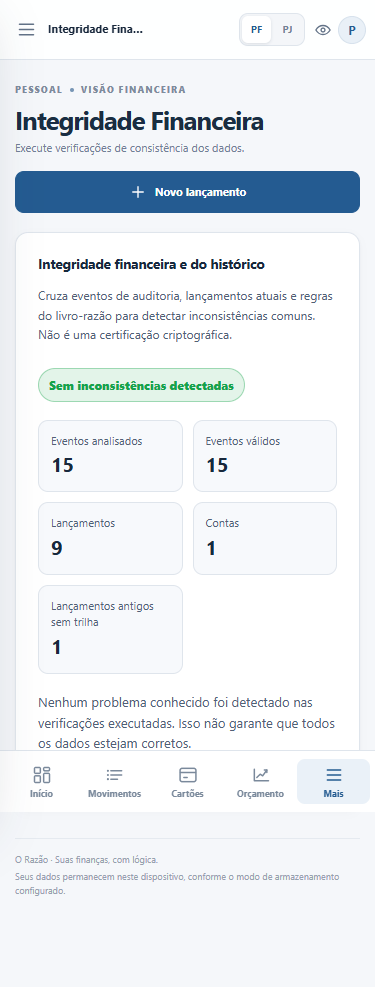 Integridade Fina...
PF
PJ
P
PESSOAL • VISÃO FINANCEIRA
Integridade Financeira
Execute verificações de consistência dos dados.
Novo lançamento
Integridade financeira e do histórico
Cruza eventos de auditoria, lançamentos atuais e regras
do livro-razão para detectar inconsistências comuns.
Não é uma certificação criptográfica.
Sem inconsistências detectadas
Eventos analisados
15
Eventos válidos
15
Lançamentos
9
Contas
1
Lançamentos antigos
sem trilha
1
Nenhum problema conhecido foi detectado nas
verificações executadas. Isso não garante que todos
os dados estejam corretos.
Início
Movimentos
Cartões
Orçamento
Mais
O Razão · Suas finanças, com lógica.
Seus dados permanecem neste dispositivo, conforme o modo de armazenamento
configurado.